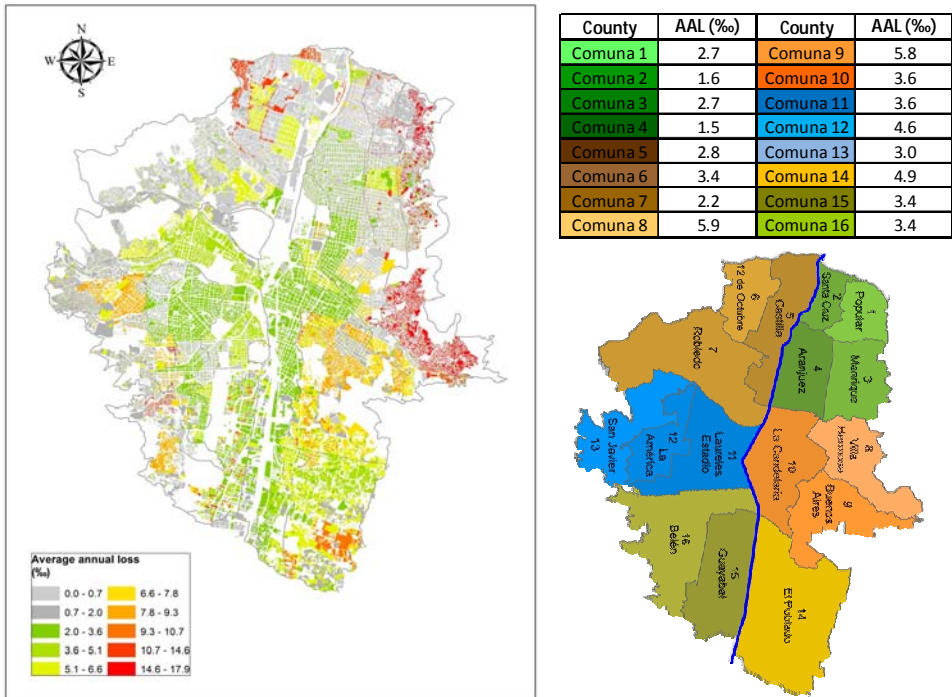 N
W E
S
Average annual loss
(‰)
0.0 - 0.7 6.6 - 7.8
0.7 - 2.0 7.8 - 9.3
2.0 - 3.6 9.3 - 10.7
3.6 - 5.1 10.7 - 14.6
5.1 - 6.6 14.6 - 17.9
County AAL (‰) County AAL (‰)
Comuna 1 2.7 Comuna 9 5.8
Comuna 2 1.6 Comuna 10 3.6
Comuna 3 2.7 Comuna 11 3.6
Comuna 4 1.5 Comuna 12 4.6
Comuna 5 2.8 Comuna 13 3.0
Comuna 6 3.4 Comuna 14 4.9
Comuna 7 2.2 Comuna 15 3.4
Comuna 8 5.9 Comuna 16 3.4
1
Popular
2
Santa Cruz
3
Manrique
4
Aranjuez
5
Castilla
6
12 de Octubre
7
Robledo
8
Villa
Hermosa
9
Buenos
Aires
10
La Candelaria
11
Laureles
Estadio
12
La
América
13
San Javier
14
El Poblado
15
Guayabal
16
Belén